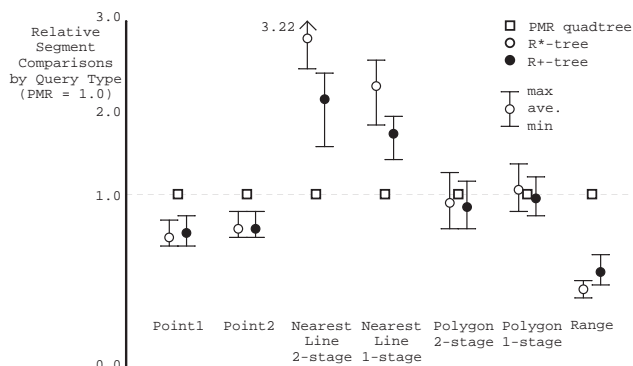 Relative
Segment
Comparisons
by Query Type
(PMR = 1.0)
3.0
2.0
1.0
0.0
3.22
PMR quadtree
R*-tree
R+-tree
max
ave.
min
Point1
Point2
Nearest
Line
2-stage
Nearest
Line
1-stage
Polygon
2-stage
Polygon
1-stage
Range